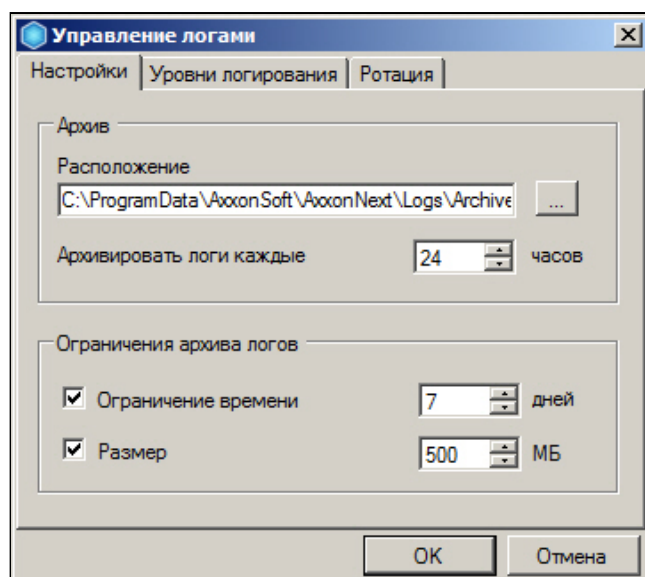 Управление логами
Настройки Уровни логирования Ротация
Архив
Расположение
C:\ProgramData\AxxonSoft\AxxonNext\Logs\Archive ...
Архивировать логи каждые 24 часов
Ограничения архива логов
Ограничение времени 7 дней
Размер 500 МБ
OK Отмена